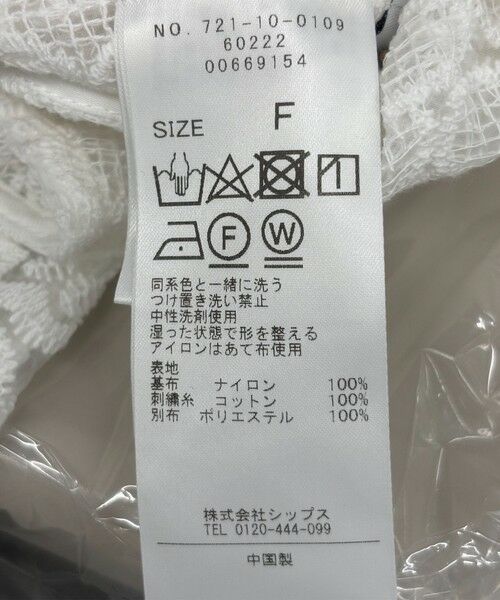 NO. 721-10-0109
60222
00669154
SIZE F
F W
同系色と一緒に洗う
つけ置き洗い禁止
中性洗剤使用
湿った状態で形を整える
アイロンはあて布使用
表地
基布 ナイロン 100%
刺繍糸 コットン 100%
別布 ポリエステル 100%
株式会社シップス
TEL 0120-444-099
中国製